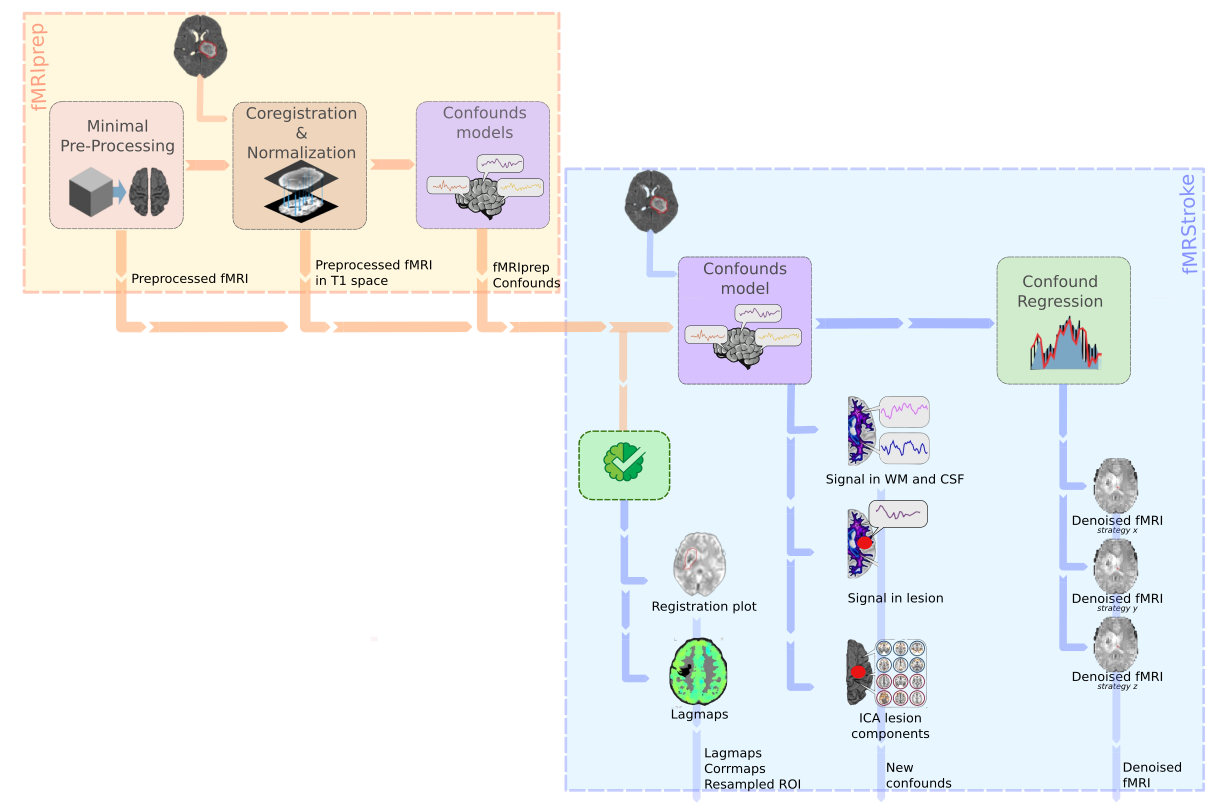 fMRIprep
Minimal
Pre-Processing
Coregistration
&
Normalization
Confounds
models
Preprocessed fMRI
Preprocessed fMRI
in T1 space
fMRIprep
Confounds
fMRStroke
Confounds
model
Confound
Regression
Signal in WM and CSF
Signal in lesion
ICA lesion
components
Registration plot
Lagmaps
Denoised fMRI
strategy x
Denoised fMRI
strategy y
Denoised fMRI
strategy z
Lagmaps
Corrmaps
Resampled ROI
New
confounds
Denoised
fMRI